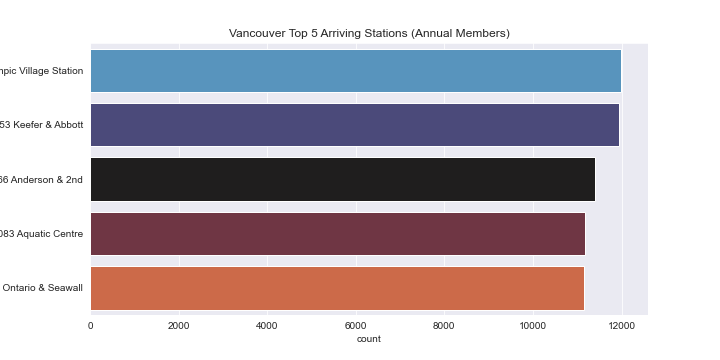 Vancouver Top 5 Arriving Stations (Annual Members)
Village Station
53 Keefer & Abbott
66 Anderson & 2nd
083 Aquatic Centre
Ontario & Seawall
0 2000 4000 6000 8000 10000 12000
count